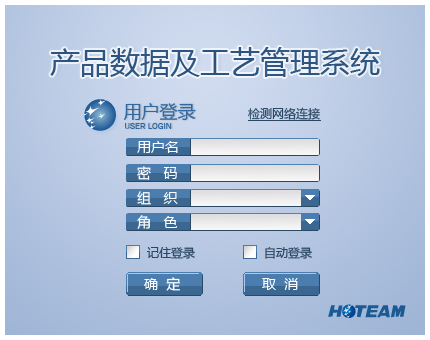 产品数据及工艺管理系统
用户登录 检测网络连接
USER LOGIN
用户名
密 码
组 织
角 色
记住登录 自动登录
确 定 取 消
HOTEAM